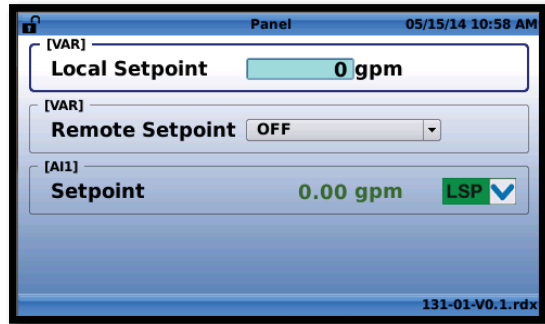 Panel 05/15/14 10:58 AM
[VAR]
Local Setpoint 0 gpm
[VAR]
Remote Setpoint OFF
[AI1]
Setpoint 0.00 gpm LSP
131-01-V0.1.rdx